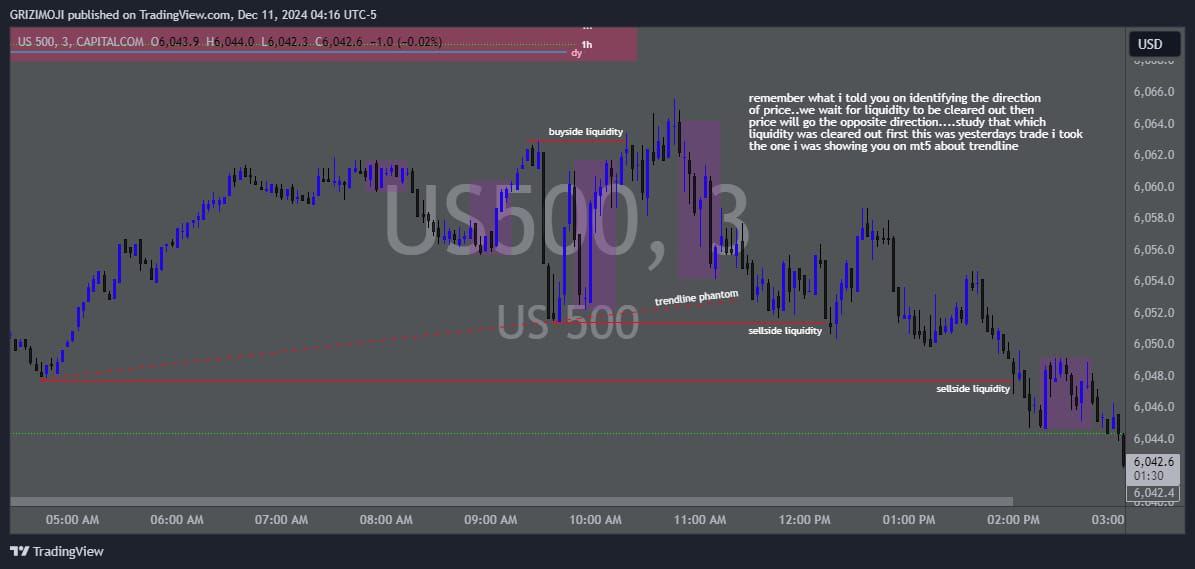 GRIZIMOJI published on TradingView.com, Dec 11, 2024 04:16 UTC-5
US 500, 3, CAPITALCOM O6,043.9 H6,044.0 L6,042.3 C6,042.6 −1.0 (−0.02%)
1h
dy
USD
6,066.0
6,064.0
6,062.0
6,060.0
6,058.0
6,056.0
6,054.0
6,052.0
6,050.0
6,048.0
6,046.0
6,044.0
6,042.6
01:30
6,042.4
remember what i told you on identifying the direction
of price..we wait for liquidity to be cleared out then
price will go the opposite direction....study that which
liquidity was cleared out first this was yesterdays trade i took
the one i was showing you on mt5 about trendline
buyside liquidity
US500, 3
US 500
trendline phantom
sellside liquidity
sellside liquidity
05:00 AM 06:00 AM 07:00 AM 08:00 AM 09:00 AM 10:00 AM 11:00 AM 12:00 PM 01:00 PM 02:00 PM 03:00
TradingView